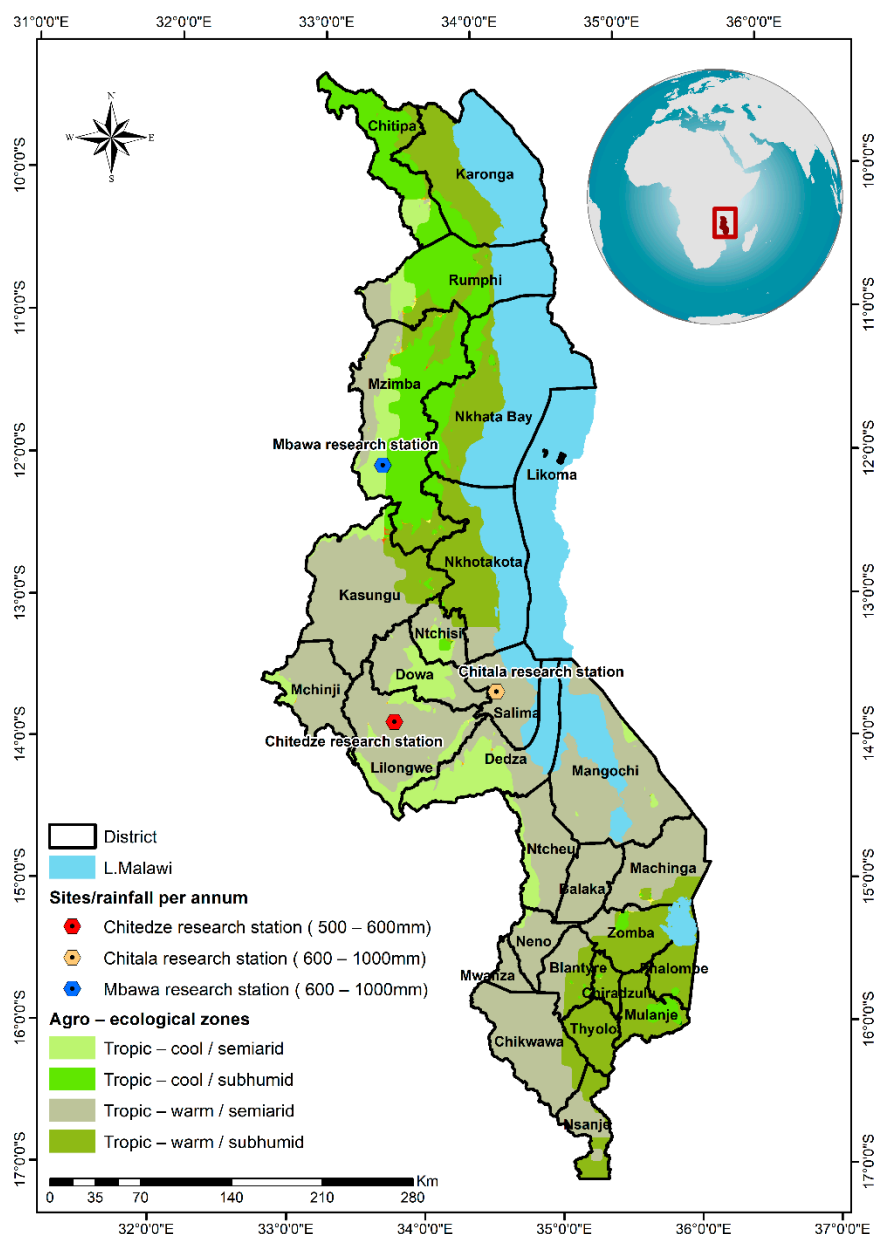 31°0'0"E 32°0'0"E 33°0'0"E 34°0'0"E 35°0'0"E 36°0'0"E
N
W E
S
10°0'0"S
11°0'0"S
12°0'0"S
13°0'0"S
14°0'0"S
15°0'0"S
16°0'0"S
17°0'0"S
10°0'0"S
11°0'0"S
12°0'0"S
13°0'0"S
14°0'0"S
15°0'0"S
16°0'0"S
17°0'0"S
Chitipa
Karonga
Rumphi
Mzimba
Nkhata Bay
Mbawa research station
Likoma
Nkhotakota
Kasungu
Ntchisi
Chitala research station
Dowa
Mchinji
Salima
Chitedze research station
Lilongwe
Dedza
Mangochi
Ntcheu
Machinga
Balaka
Zomba
Neno
Blantyre
Phalombe
Mwanza
Chiradzulu
Mulanje
Thyolo
Chikwawa
Nsanje
District
L.Malawi
Sites/rainfall per annum
Chitedze research station ( 500 – 600mm)
Chitala research station ( 600 – 1000mm)
Mbawa research station ( 600 – 1000mm)
Agro – ecological zones
Tropic – cool / semiarid
Tropic – cool / subhumid
Tropic – warm / semiarid
Tropic – warm / subhumid
Km
0 35 70 140 210 280
32°0'0"E 33°0'0"E 34°0'0"E 35°0'0"E 36°0'0"E 37°0'0"E